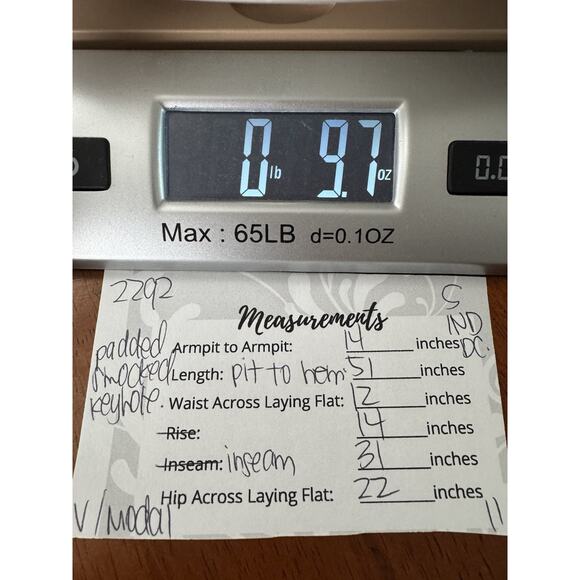 0 lb 9.7 oz
0.0
Max : 65LB d=0.1OZ
2292 S
Measurements IND
DC.
padded Armpit to Armpit: 14 inches
smocked Length: pit to hem. 51 inches
keyhole. Waist Across Laying Flat: 12 inches
Rise: 14 inches
Inseam: inseam 31 inches
Hip Across Laying Flat: 22 inches
V/Modal 11